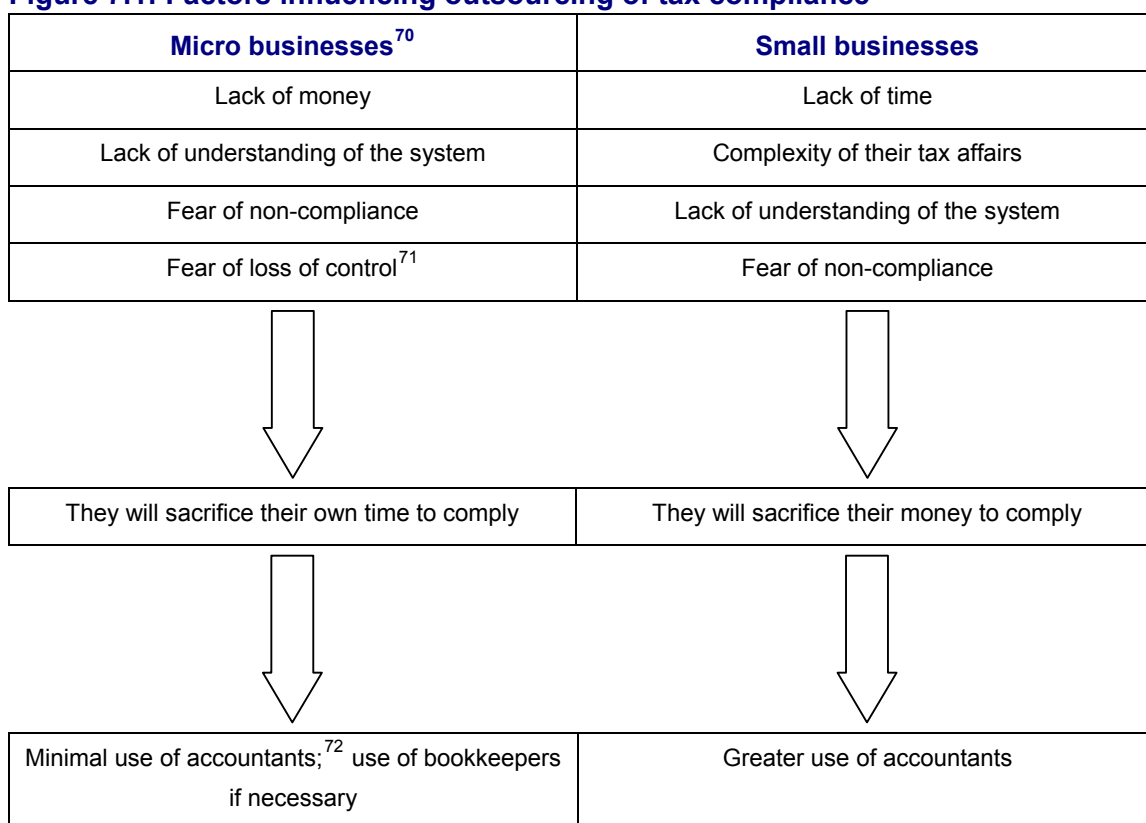 Figure 7.1: Factors influencing outsourcing of tax compliance
Micro businesses70 Small businesses
Lack of money Lack of time
Lack of understanding of the system Complexity of their tax affairs
Fear of non-compliance Lack of understanding of the system
Fear of loss of control71 Fear of non-compliance
They will sacrifice their own time to comply They will sacrifice their money to comply
Minimal use of accountants;72 use of bookkeepers Greater use of accountants
if necessary